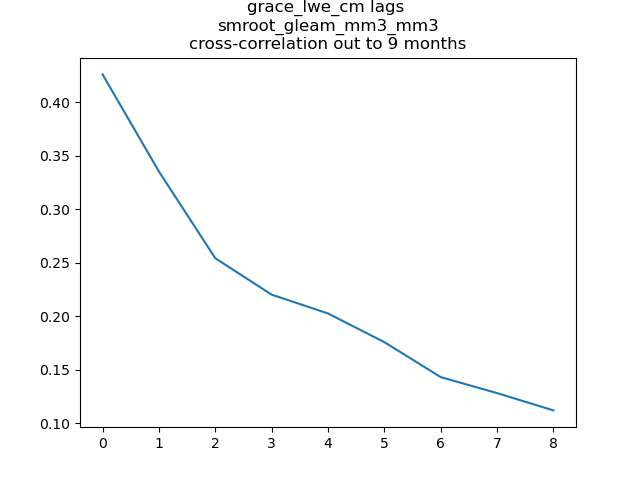 grace_lwe_cm lags
smroot_gleam_mm3_mm3
cross-correlation out to 9 months
0.40
0.35
0.30
0.25
0.20
0.15
0.10
0 1 2 3 4 5 6 7 8